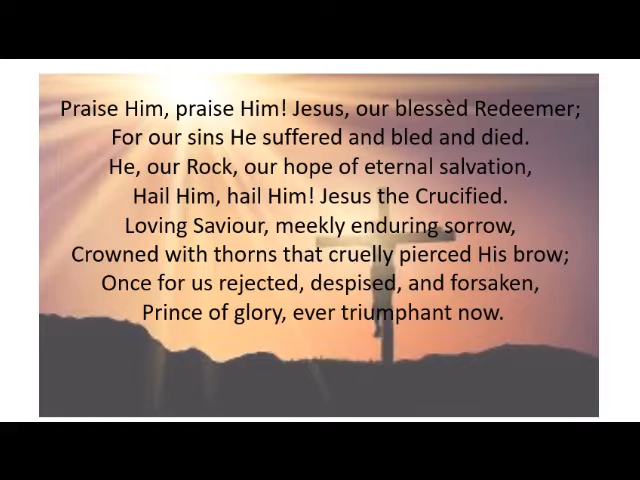 Praise Him, praise Him! Jesus, our blessèd Redeemer;
For our sins He suffered and bled and died.
He, our Rock, our hope of eternal salvation,
Hail Him, hail Him! Jesus the Crucified.
Loving Saviour, meekly enduring sorrow,
Crowned with thorns that cruelly pierced His brow;
Once for us rejected, despised, and forsaken,
Prince of glory, ever triumphant now.